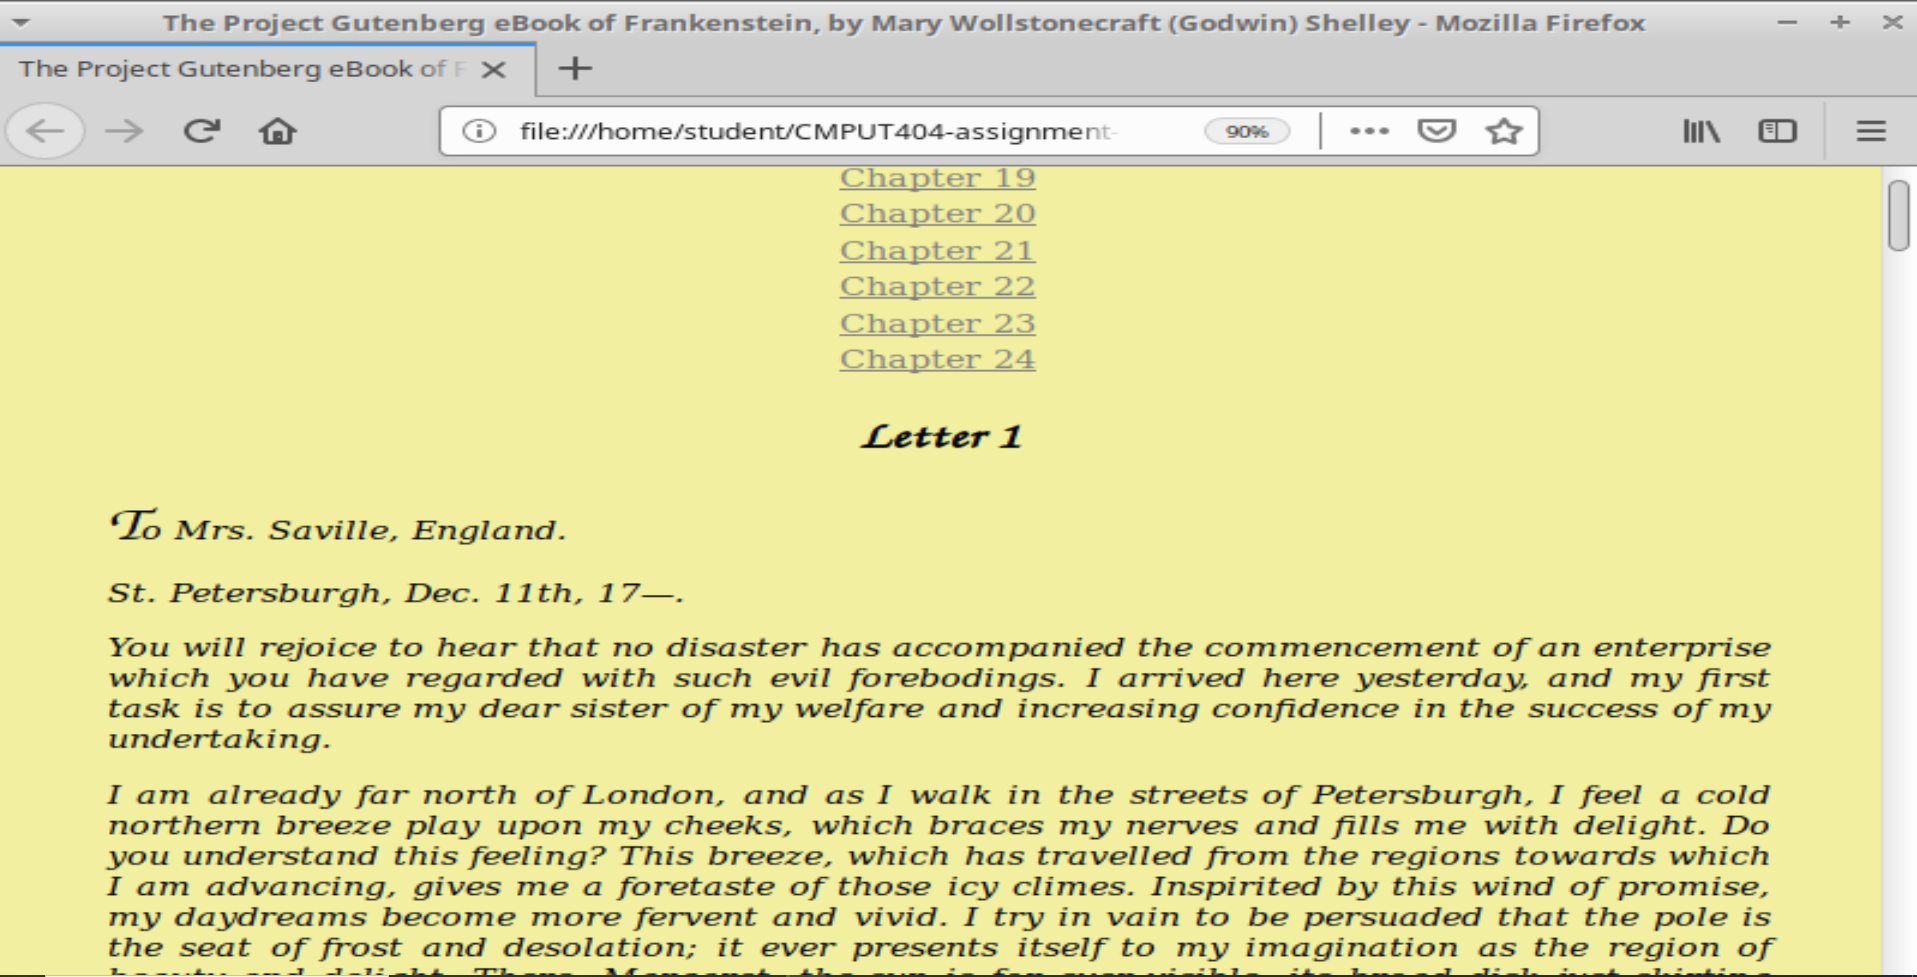 The Project Gutenberg eBook of Frankenstein, by Mary Wollstonecraft (Godwin) Shelley - Mozilla Firefox
The Project Gutenberg eBook of F
file:///home/student/CMPUT404-assignment-
90%
Chapter 19
Chapter 20
Chapter 21
Chapter 22
Chapter 23
Chapter 24
Letter 1
To Mrs. Saville, England.
St. Petersburgh, Dec. 11th, 17—.
You will rejoice to hear that no disaster has accompanied the commencement of an enterprise
which you have regarded with such evil forebodings. I arrived here yesterday, and my first
task is to assure my dear sister of my welfare and increasing confidence in the success of my
undertaking.
I am already far north of London, and as I walk in the streets of Petersburgh, I feel a cold
northern breeze play upon my cheeks, which braces my nerves and fills me with delight. Do
you understand this feeling? This breeze, which has travelled from the regions towards which
I am advancing, gives me a foretaste of those icy climes. Inspirited by this wind of promise,
my daydreams become more fervent and vivid. I try in vain to be persuaded that the pole is
the seat of frost and desolation; it ever presents itself to my imagination as the region of